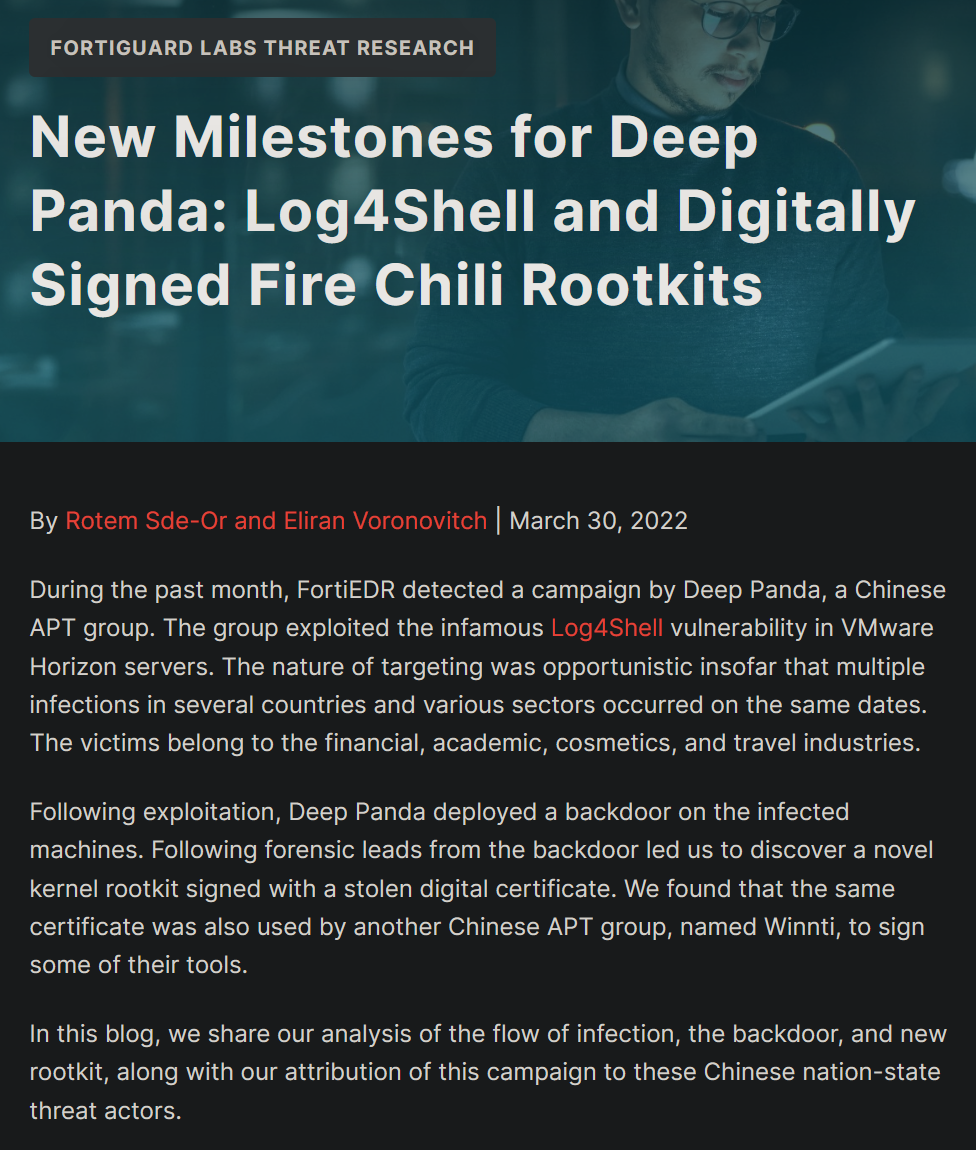 FORTIGUARD LABS THREAT RESEARCH
New Milestones for Deep
Panda: Log4Shell and Digitally
Signed Fire Chili Rootkits
By Rotem Sde-Or and Eliran Voronovitch | March 30, 2022
During the past month, FortiEDR detected a campaign by Deep Panda, a Chinese
APT group. The group exploited the infamous Log4Shell vulnerability in VMware
Horizon servers. The nature of targeting was opportunistic insofar that multiple
infections in several countries and various sectors occurred on the same dates.
The victims belong to the financial, academic, cosmetics, and travel industries.
Following exploitation, Deep Panda deployed a backdoor on the infected
machines. Following forensic leads from the backdoor led us to discover a novel
kernel rootkit signed with a stolen digital certificate. We found that the same
certificate was also used by another Chinese APT group, named Winnti, to sign
some of their tools.
In this blog, we share our analysis of the flow of infection, the backdoor, and new
rootkit, along with our attribution of this campaign to these Chinese nation-state
threat actors.